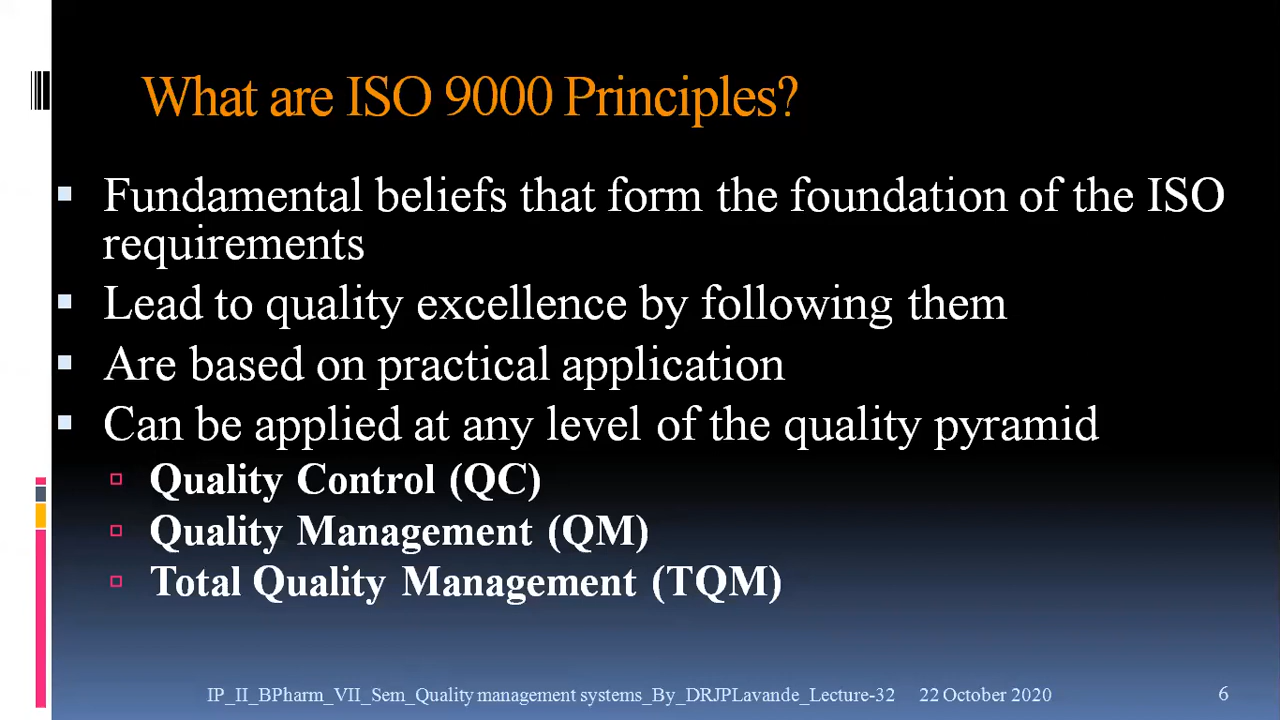 What are ISO 9000 Principles?
Fundamental beliefs that form the foundation of the ISO
requirements
Lead to quality excellence by following them
Are based on practical application
Can be applied at any level of the quality pyramid
Quality Control (QC)
Quality Management (QM)
Total Quality Management (TQM)
IP_II_BPharm_VII_Sem_Quality management systems_By_DRJPLavande_Lecture-32 22 October 2020 6